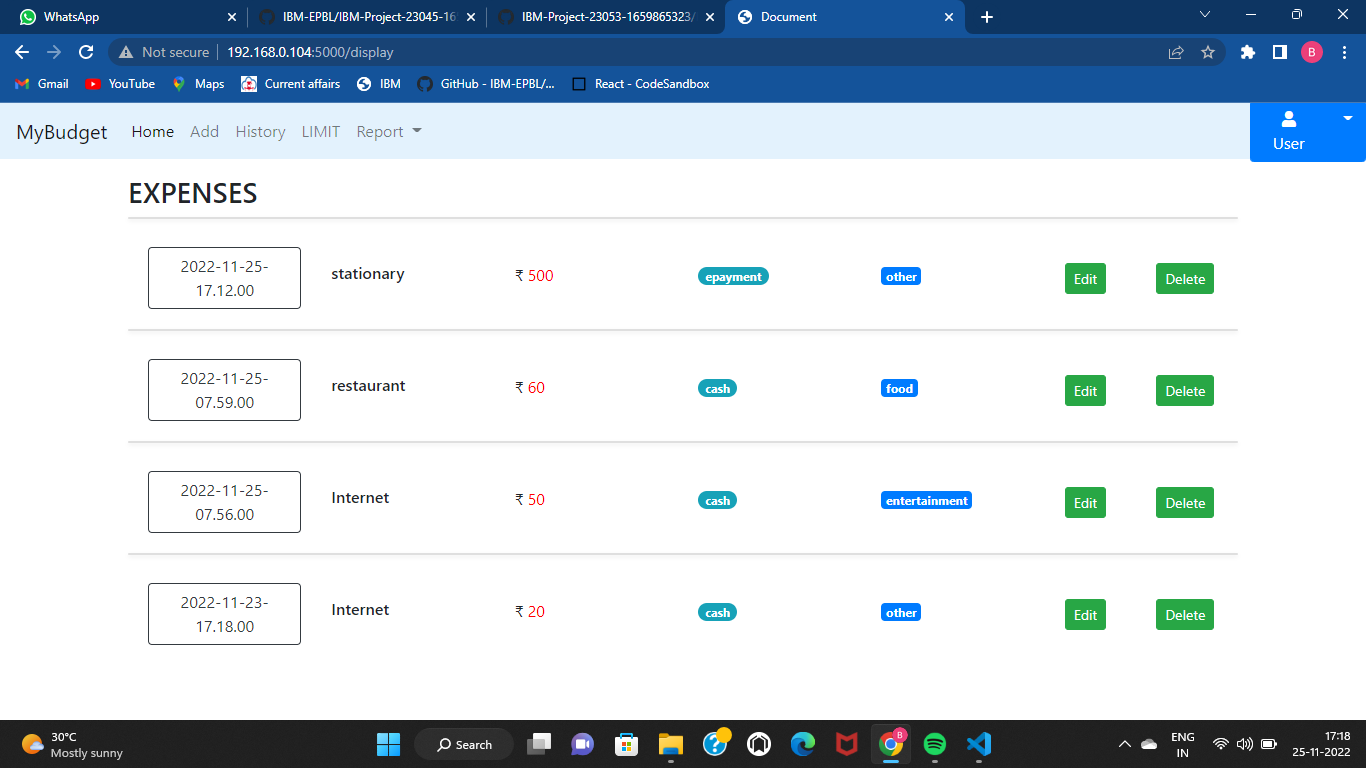 WhatsApp
IBM-EPBL/IBM-Project-23045-16
IBM-Project-23053-1659865323/
Document
Not secure
192.168.0.104:5000/display
B
Gmail
YouTube
Maps
Current affairs
IBM
GitHub - IBM-EPBL/...
React - CodeSandbox
MyBudget
Home
Add
History
LIMIT
Report
User
EXPENSES
2022-11-25-
17.12.00
stationary
₹ 500
epayment
other
Edit
Delete
2022-11-25-
07.59.00
restaurant
₹ 60
cash
food
Edit
Delete
2022-11-25-
07.56.00
Internet
₹ 50
cash
entertainment
Edit
Delete
2022-11-23-
17.18.00
Internet
₹ 20
cash
other
Edit
Delete
30°C
Mostly sunny
Search
B
ENG
IN
17:18
25-11-2022